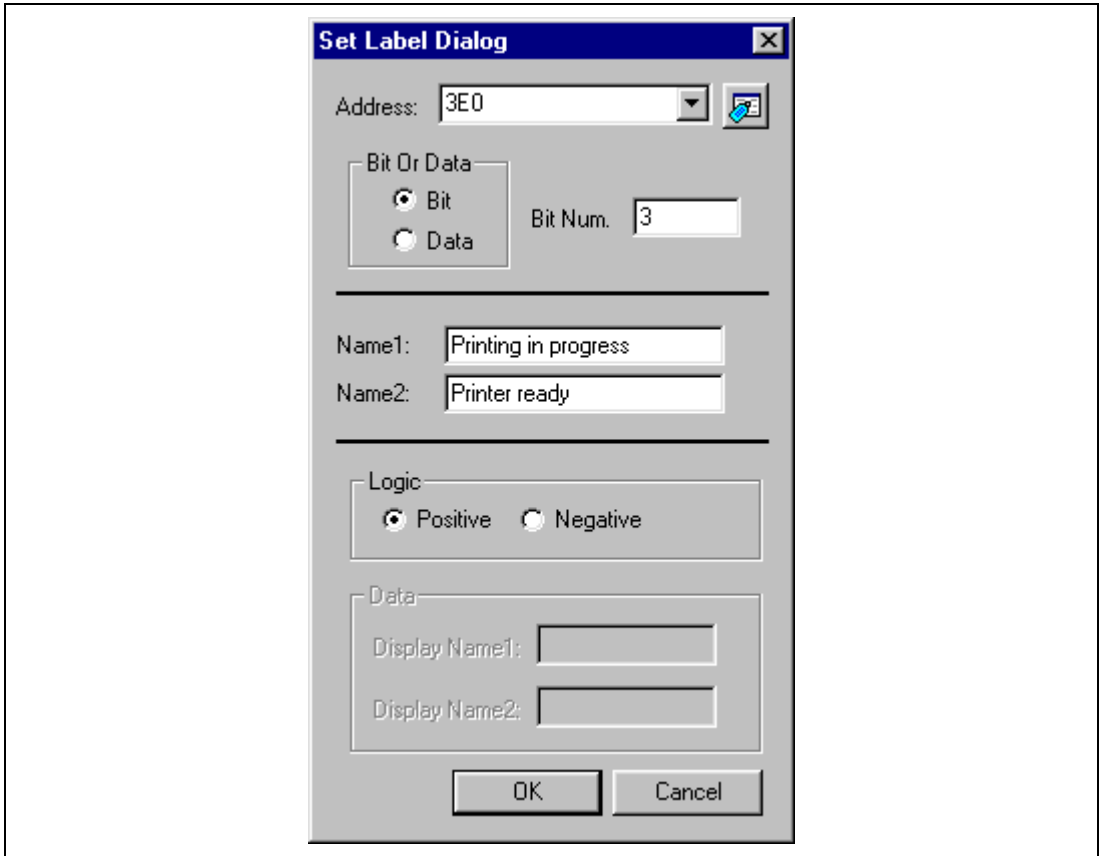 Set Label Dialog
Address: 3E0
Bit Or Data
Bit
Bit Num. 3
Data
Name1: Printing in progress
Name2: Printer ready
Logic
Positive Negative
Data
Display Name1:
Display Name2:
OK Cancel